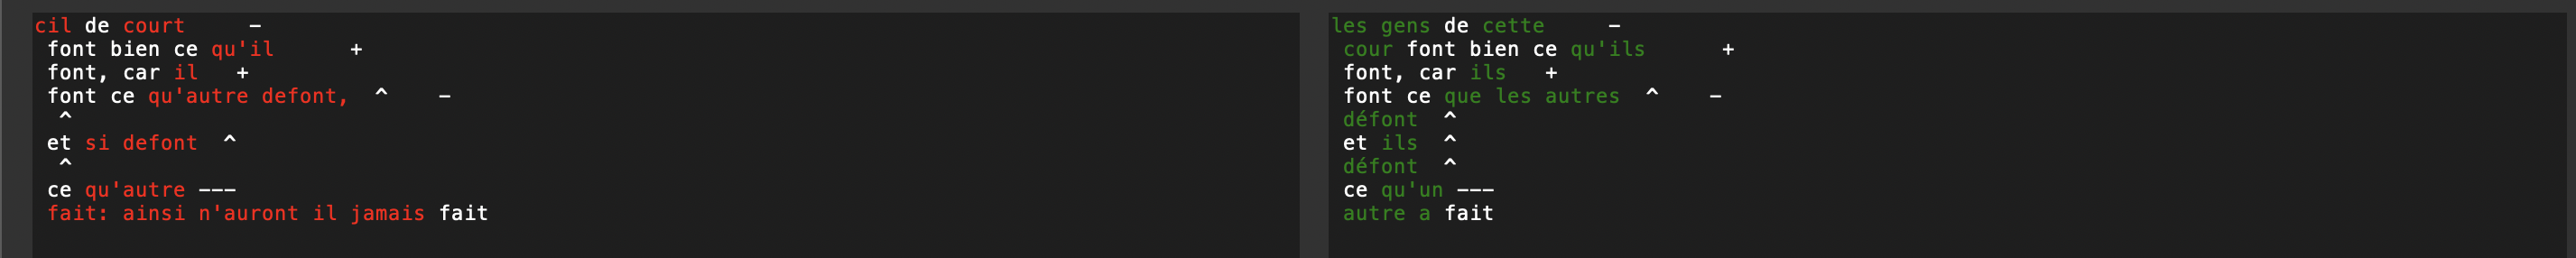 cil de court     -
font bien ce qu'il      +
font, car il   +
font ce qu'autre defont,  ^    -
^
et si defont  ^
^
ce qu'autre ---
fait: ainsi n'auront il jamais fait
les gens de cette     -
cour font bien ce qu'ils      +
font, car ils   +
font ce que les autres  ^    -
défont  ^
et ils  ^
défont  ^
ce qu'un ---
autre a fait